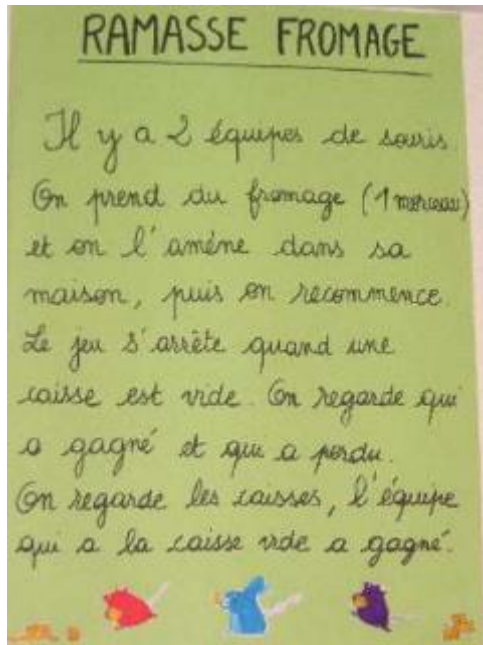 RAMASSE FROMAGE
Il y a 2 équipes de souris.
On prend du fromage (1 morceau)
et on l'amène dans sa
maison, puis on recommence.
Le jeu s'arrête quand une
caisse est vide. On regarde qui
a gagné et qui a perdu.
On regarde les caisses, l'équipe
qui a la caisse vide a gagné.